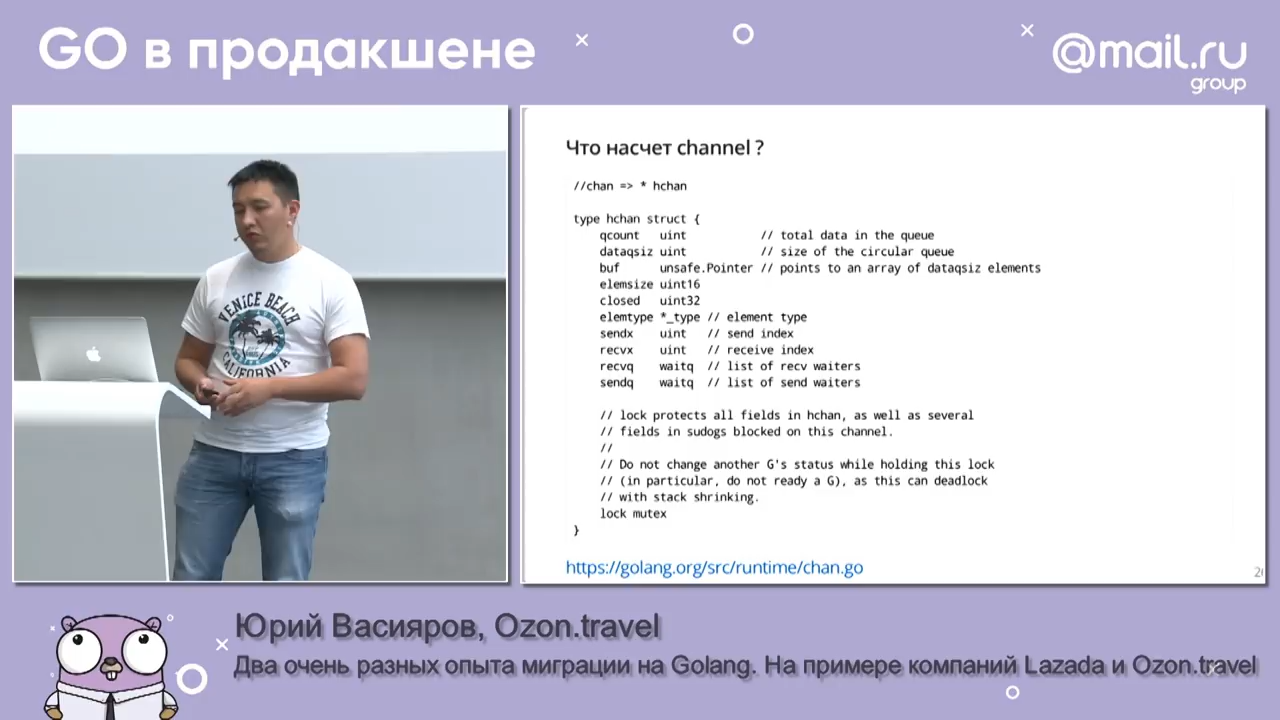 GO в продакшене
@mail.ru
group
VENICE BEACH
CALIFORNIA
Что насчет channel ?
//chan => * hchan
type hchan struct {
qcount uint // total data in the queue
dataqsiz uint // size of the circular queue
buf unsafe.Pointer // points to an array of dataqsiz elements
elemsize uint16
closed uint32
elemtype *_type // element type
sendx uint // send index
recvx uint // receive index
recvq waitq // list of recv waiters
sendq waitq // list of send waiters
// lock protects all fields in hchan, as well as several
// fields in sudogs blocked on this channel.
//
// Do not change another G's status while holding this lock
// (in particular, do not ready a G), as this can deadlock
// with stack shrinking.
lock mutex
}
https://golang.org/src/runtime/chan.go
Юрий Васияров, Ozon.travel
Два очень разных опыта миграции на Golang. На примере компаний Lazada и Ozon.travel